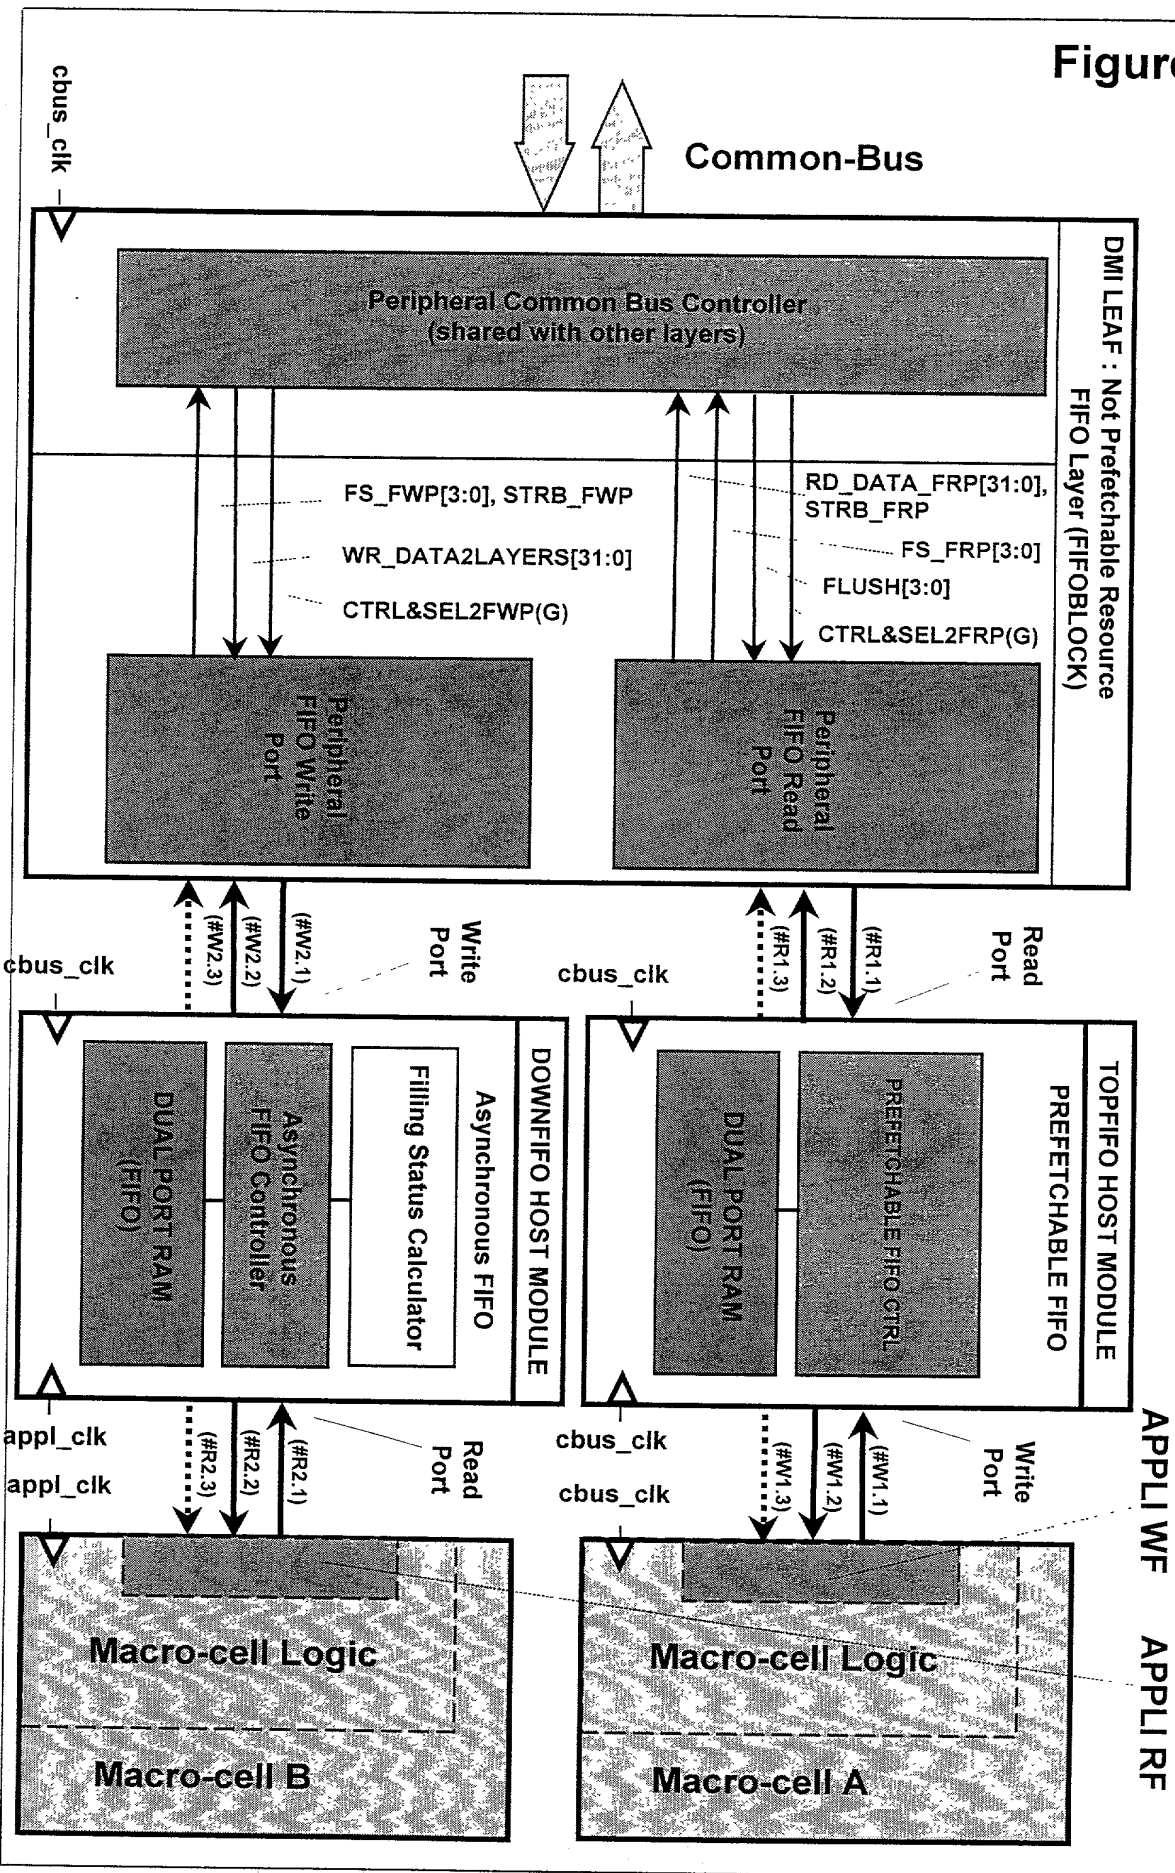 Figure
cbus_clk
Common-Bus
DMI LEAF : Not Prefetchable Resource
FIFO Layer (FIFOBLOCK)
Peripheral Common Bus Controller
(shared with other layers)
FS_FWP[3:0], STRB_FWP
WR_DATA2LAYERS[31:0]
CTRL&SEL2FWP(G)
RD_DATA_FRP[31:0],
STRB_FRP
FS_FRP[3:0]
FLUSH[3:0]
CTRL&SEL2FRP(G)
Peripheral
FIFO Write
Port
Peripheral
FIFO Read
Port
(#W2.3)
(#W2.2)
(#W2.1)
Write
Port
(#R1.3)
(#R1.2)
(#R1.1)
Read
Port
cbus_clk
cbus_clk
DOWNFIFO HOST MODULE
Asynchronous FIFO
Filling Status Calculator
Asynchronous
FIFO Controller
DUAL PORT RAM
(FIFO)
TOPFIFO HOST MODULE
PREFETCHABLE FIFO
PREFETCHABLE FIFO CTRL
DUAL PORT RAM
(FIFO)
appl_clk
appl_clk
(#R2.3)
(#R2.2)
(#R2.1)
Read
Port
cbus_clk
cbus_clk
(#W1.3)
(#W1.2)
(#W1.1)
Write
Port
APPLI WF
APPLI RF
Macro-cell Logic
Macro-cell B
Macro-cell Logic
Macro-cell A